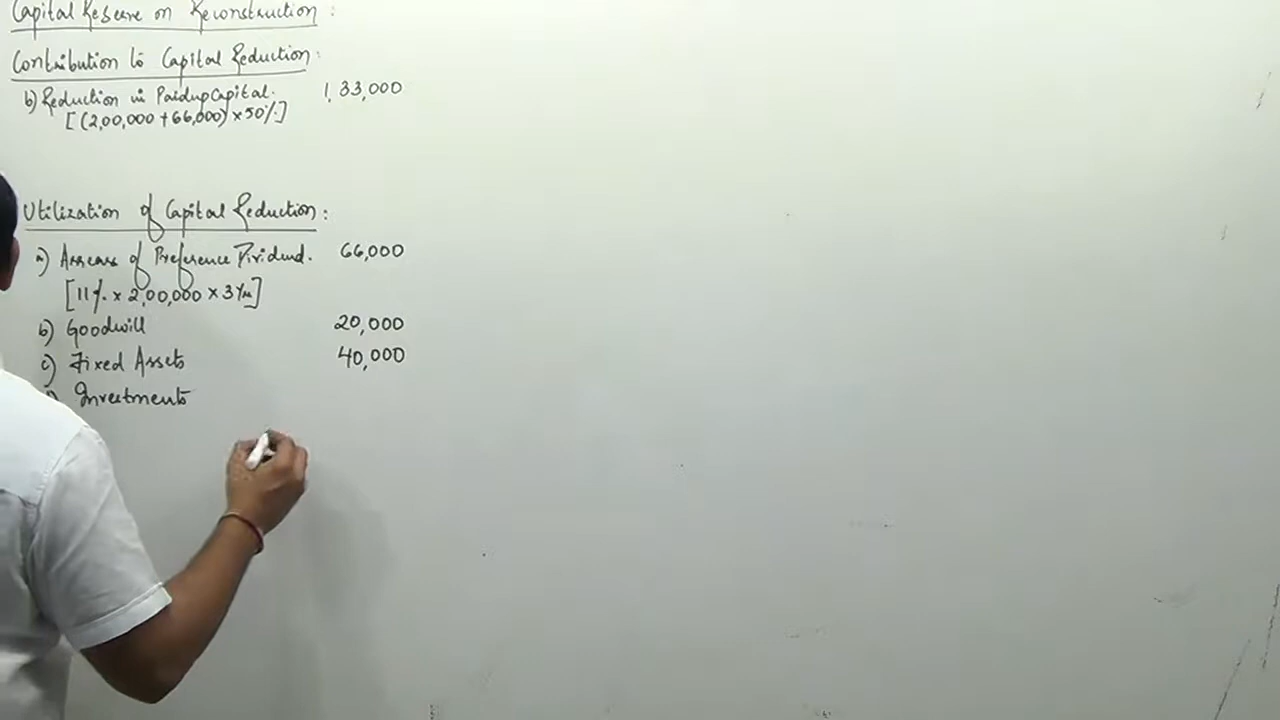 Capital Reserve on Reconstruction :
Contribution to Capital Reduction :
b) Reduction in Paidup Capital. 1,33,000
[(2,00,000 + 66,000) × 50%]
Utilization of Capital Reduction :
a) Arrears of Preference Dividend. 66,000
[11% × 2,00,000 × 3 Yrs]
b) Goodwill 20,000
c) Fixed Assets 40,000
Investments